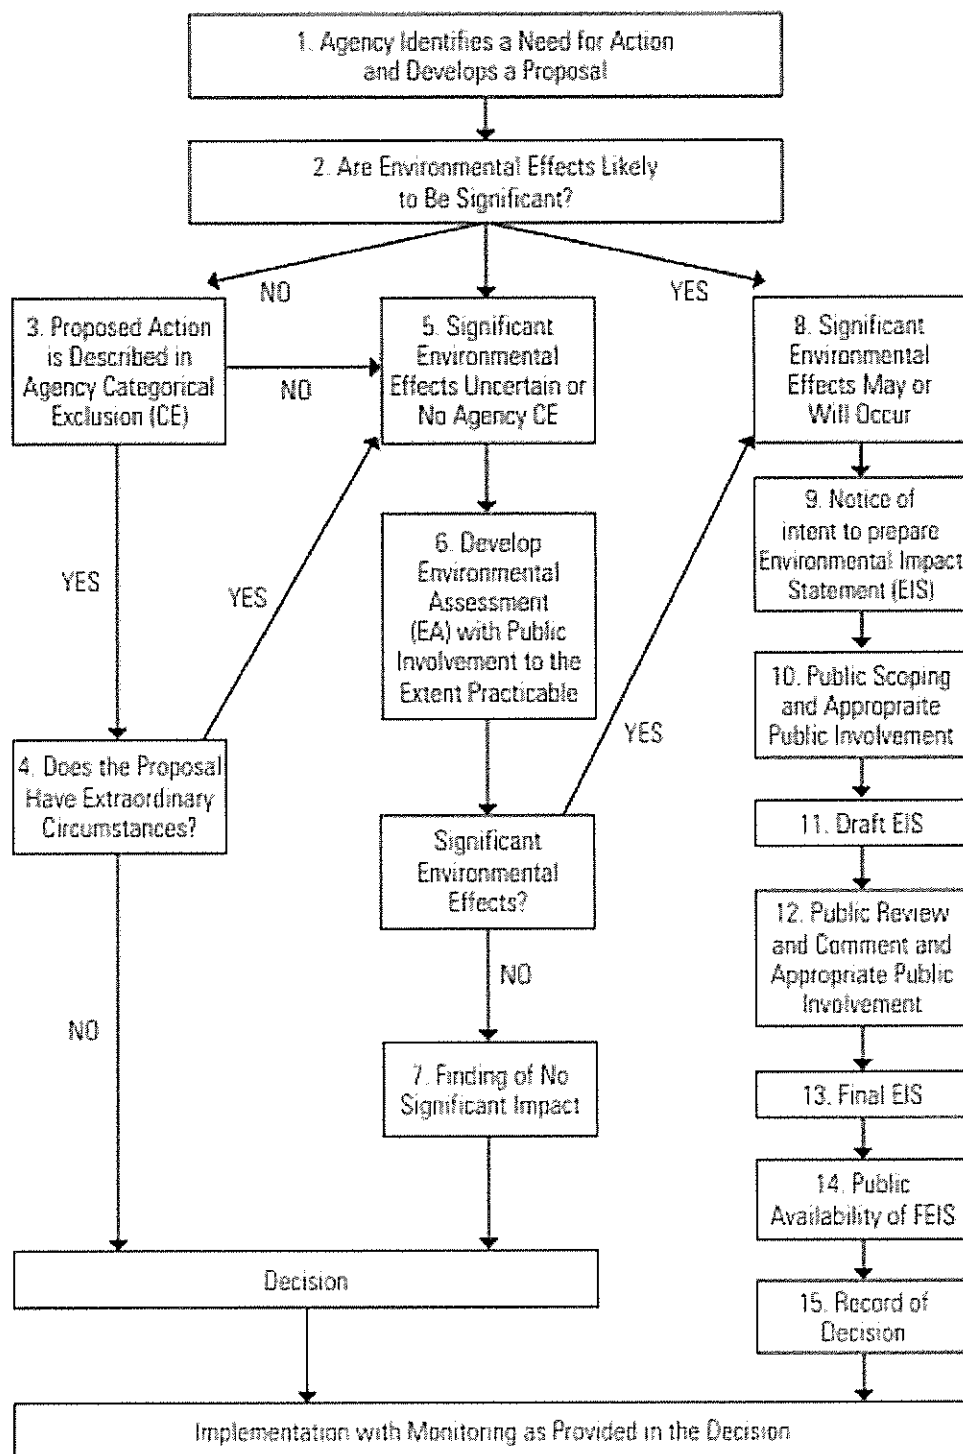 1. Agency Identifies a Need for Action
and Develops a Proposal
2. Are Environmental Effects Likely
to Be Significant?
NO
YES
3. Proposed Action
is Described in
Agency Categorical
Exclusion (CE)
NO
5. Significant
Environmental
Effects Uncertain or
No Agency CE
8. Significant
Environmental
Effects May or
Will Occur
YES
YES
6. Develop
Environmental
Assessment
(EA) with Public
Involvement to the
Extent Practicable
YES
9. Notice of
intent to prepare
Environmental Impact
Statement (EIS)
10. Public Scoping
and Appropraite
Public Involvement
4. Does the Proposal
Have Extraordinary
Circumstances?
Significant
Environmental
Effects?
11. Draft EIS
12. Public Review
and Comment and
Appropriate Public
Involvement
NO
NO
7. Finding of No
Significant Impact
13. Final EIS
14. Public
Availability of FEIS
Decision
15. Record of
Decision
Implementation with Monitoring as Provided in the Decision